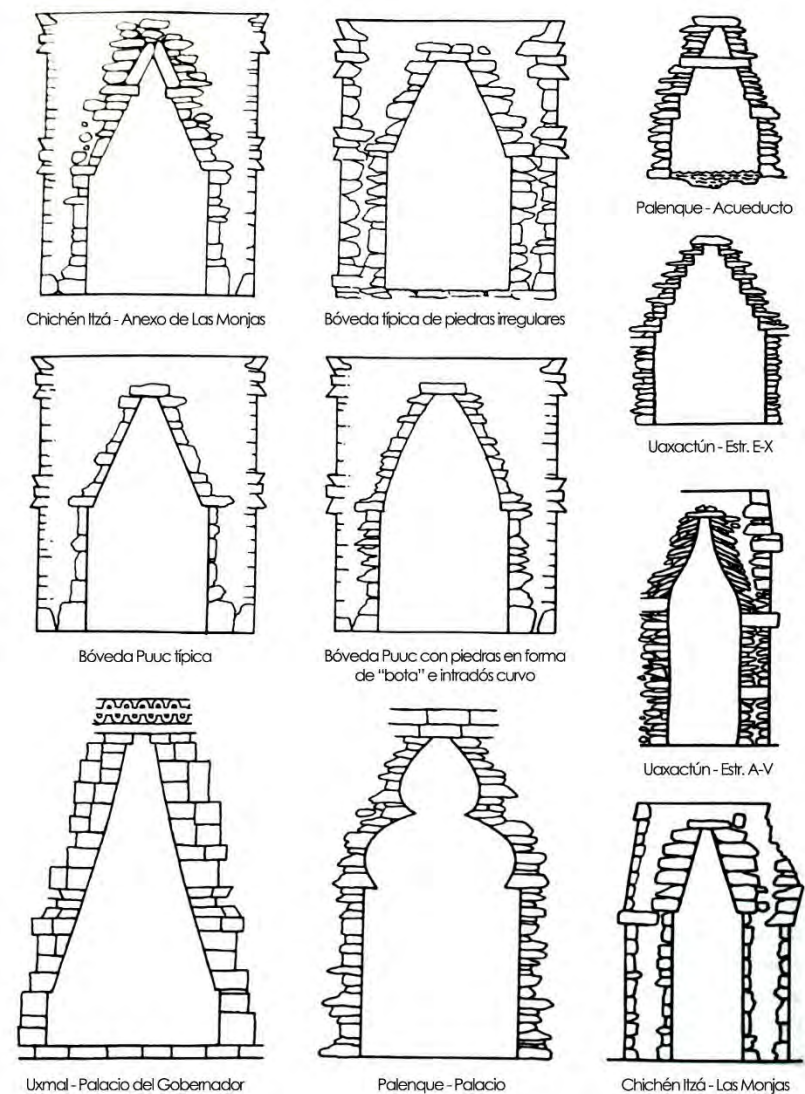 Chichén Itzá - Anexo de Las Monjas
Bóveda típica de piedras irregulares
Palenque - Acueducto
Uaxactún - Estr. E-X
Bóveda Puuc típica
Bóveda Puuc con piedras en forma
de "bota" e intradós curvo
Uaxactún - Estr. A-V
Uxmal - Palacio del Gobernador
Palenque - Palacio
Chichén Itzá - Las Monjas